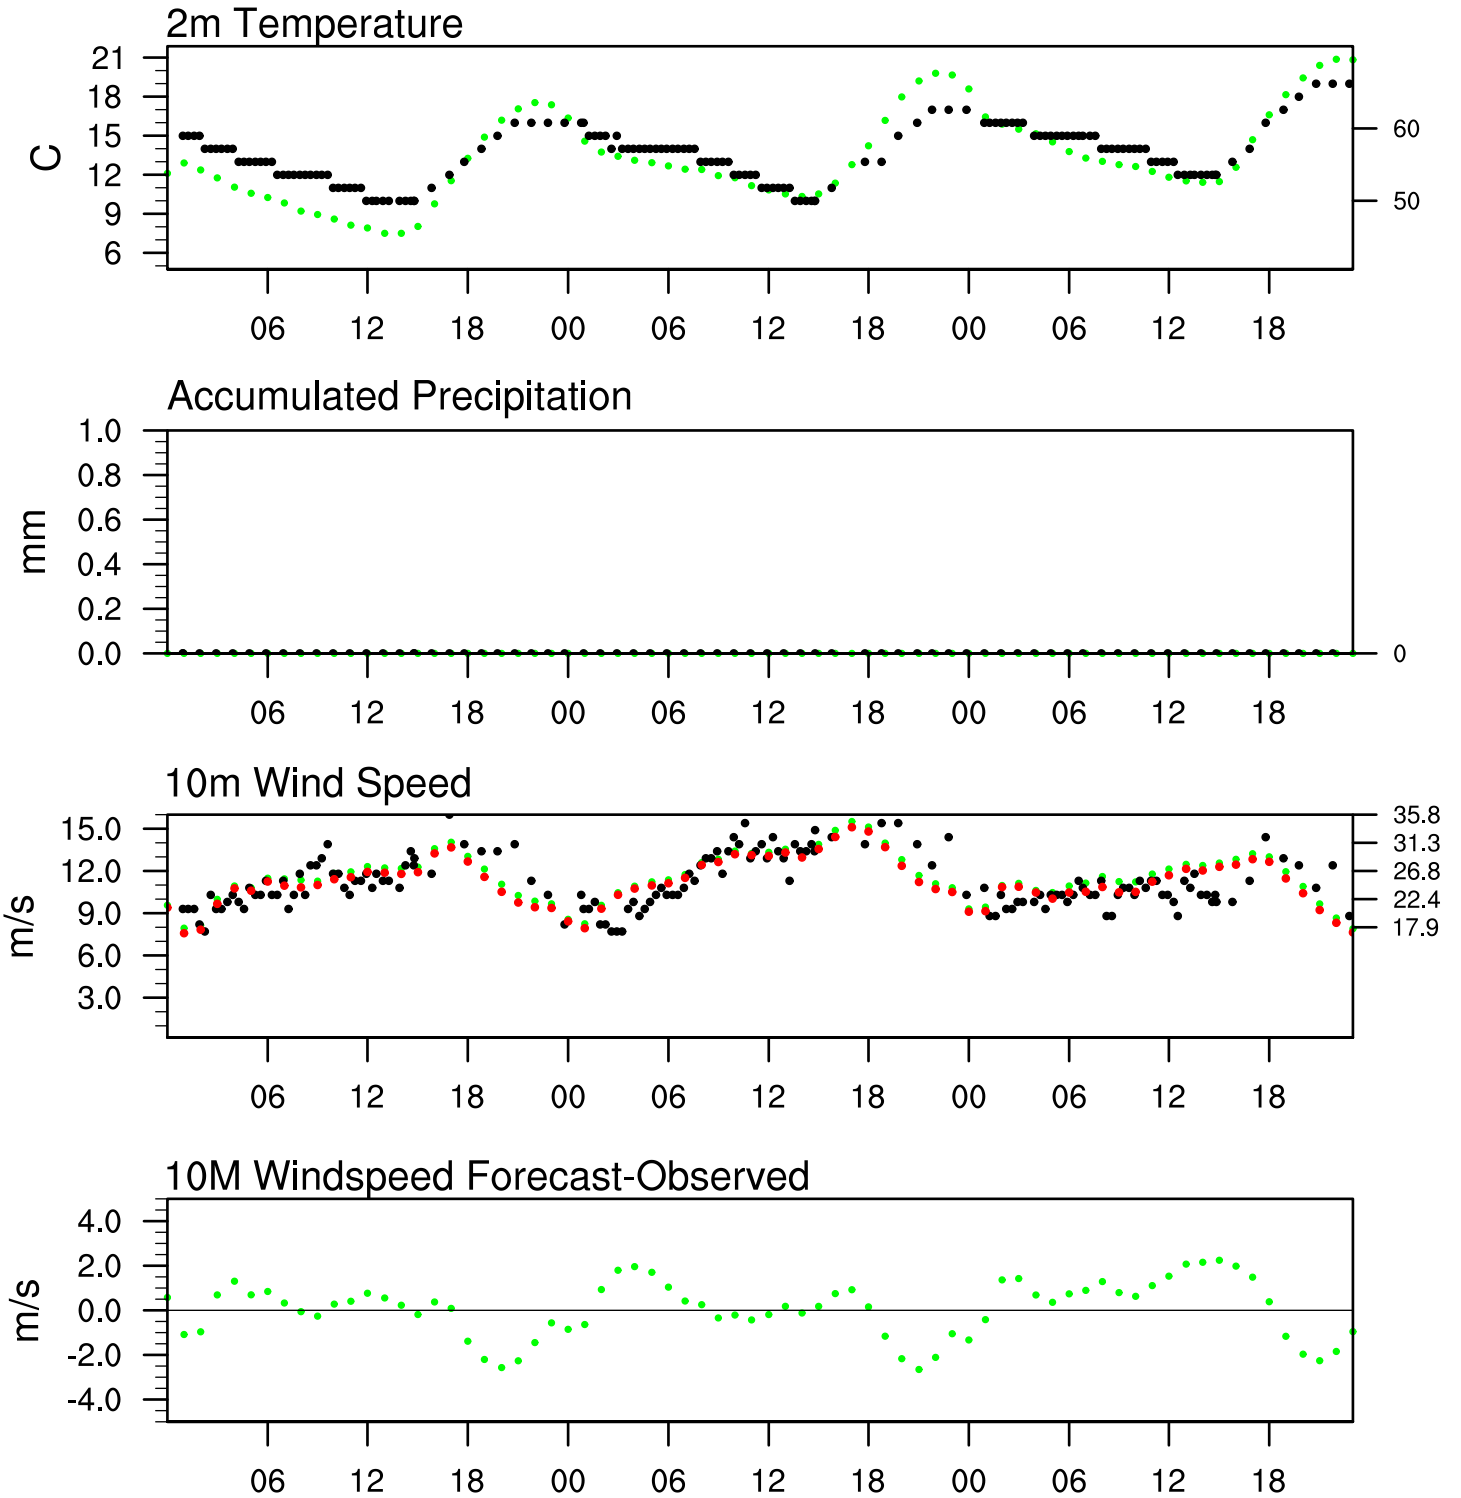 2m Temperature
21
18
15
12
9
6
C
60
50
06 12 18 00 06 12 18 00 06 12 18
Accumulated Precipitation
1.0
0.8
0.6
0.4
0.2
0.0
mm
0
06 12 18 00 06 12 18 00 06 12 18
10m Wind Speed
15.0
12.0
9.0
6.0
3.0
m/s
35.8
31.3
26.8
22.4
17.9
06 12 18 00 06 12 18 00 06 12 18
10M Windspeed Forecast-Observed
4.0
2.0
0.0
-2.0
-4.0
m/s
06 12 18 00 06 12 18 00 06 12 18